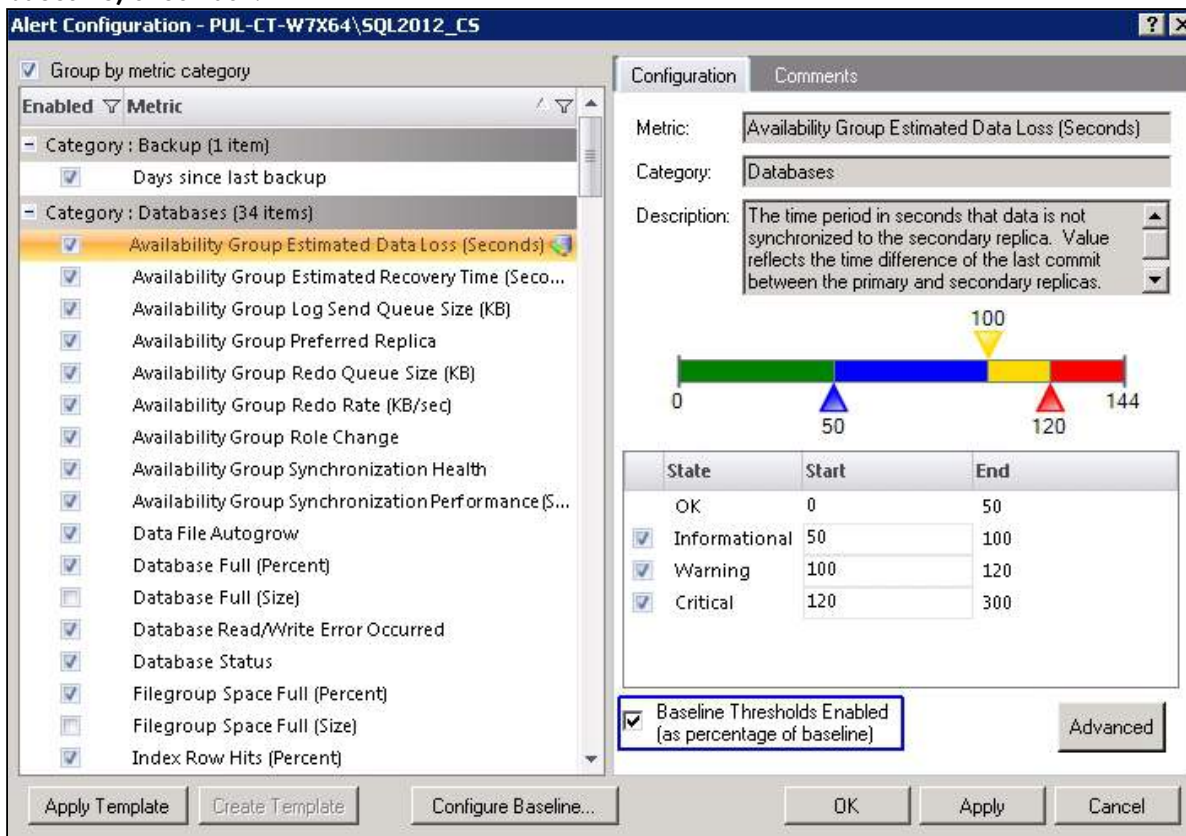 Alert Configuration - PUL-CT-W7X64\SQL2012_CS
Group by metric category
Enabled Metric
Category : Backup (1 item)
Days since last backup
Category : Databases (34 items)
Availability Group Estimated Data Loss (Seconds)
Availability Group Estimated Recovery Time (Seco...
Availability Group Log Send Queue Size (KB)
Availability Group Preferred Replica
Availability Group Redo Queue Size (KB)
Availability Group Redo Rate (KB/sec)
Availability Group Role Change
Availability Group Synchronization Health
Availability Group Synchronization Performance (S...
Data File Autogrow
Database Full (Percent)
Database Full (Size)
Database Read/Write Error Occurred
Database Status
Filegroup Space Full (Percent)
Filegroup Space Full (Size)
Index Row Hits (Percent)
Configuration Comments
Metric: Availability Group Estimated Data Loss (Seconds)
Category: Databases
Description: The time period in seconds that data is not
synchronized to the secondary replica. Value
reflects the time difference of the last commit
between the primary and secondary replicas.
100
0 144
50 120
State Start End
OK 0 50
Informational 50 100
Warning 100 120
Critical 120 300
Baseline Thresholds Enabled
(as percentage of baseline)
Advanced
Apply Template Create Template Configure Baseline... OK Apply Cancel